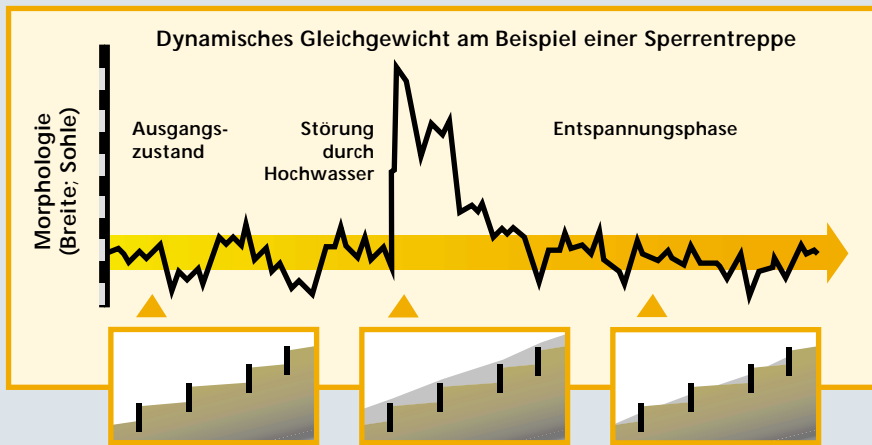 Dynamisches Gleichgewicht am Beispiel einer Sperrentreppe
Morphologie
(Breite; Sohle)
Ausgangs-
zustand
Störung
durch
Hochwasser
Entspannungsphase